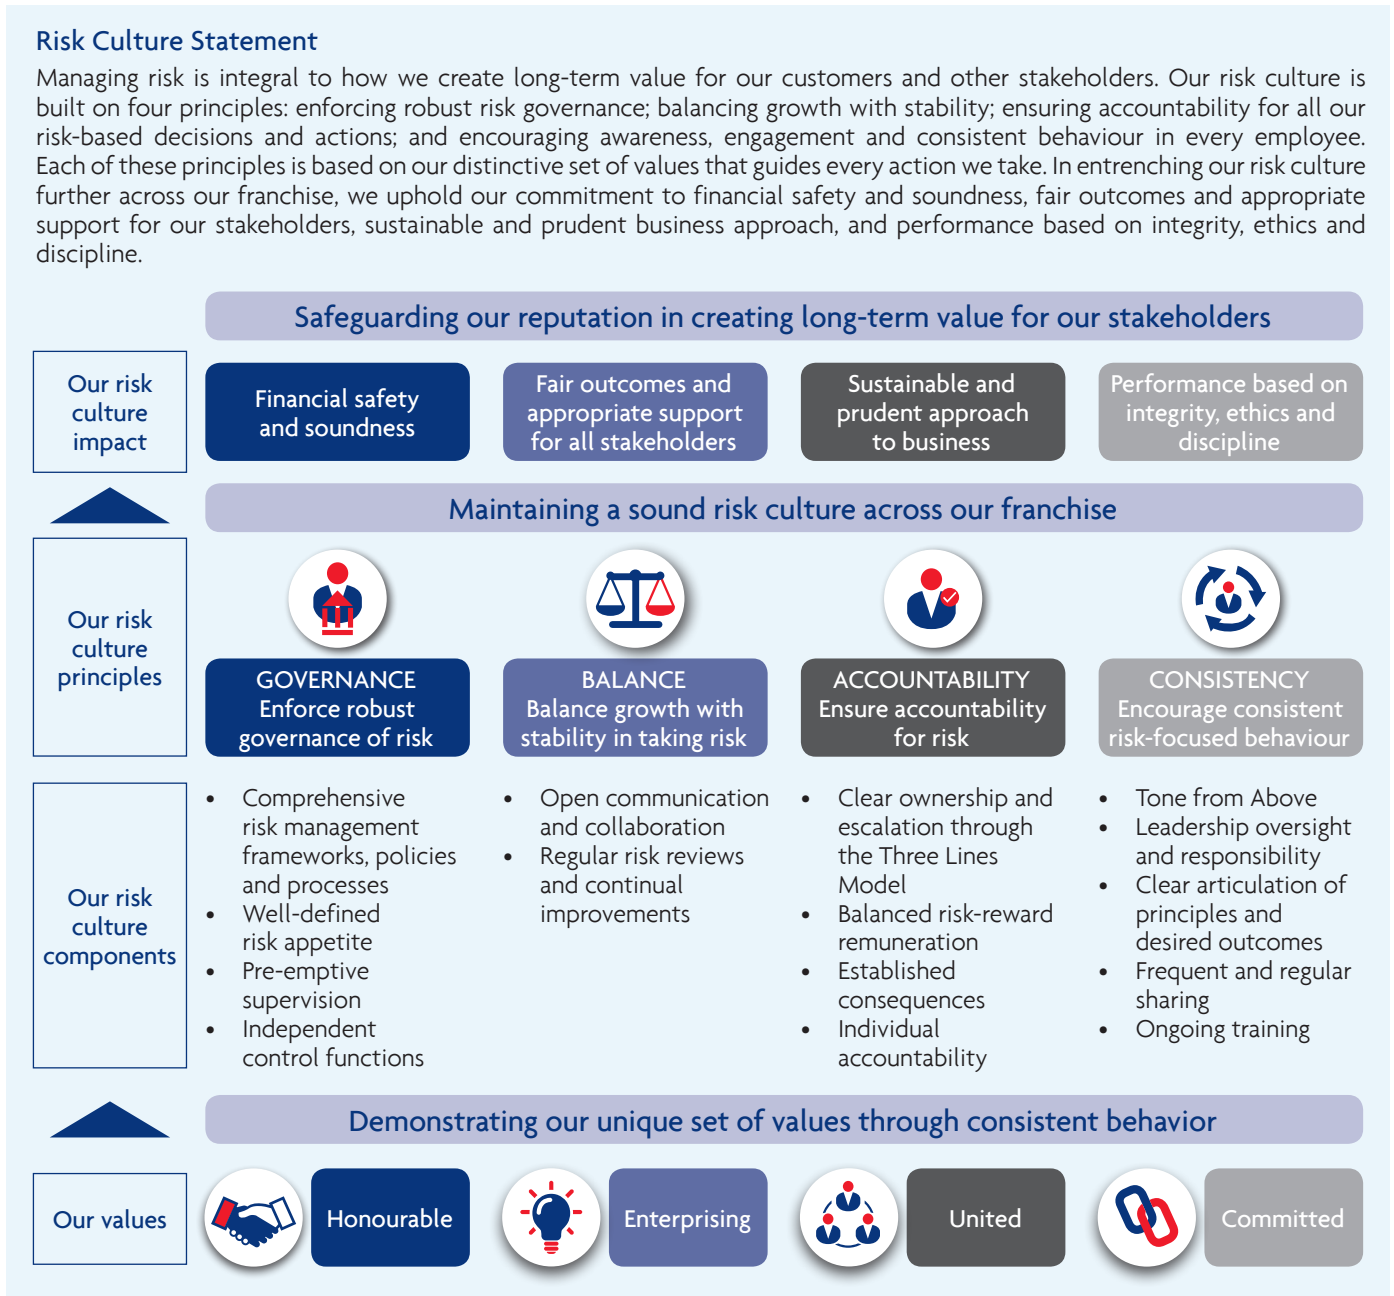 Risk Culture Statement
Managing risk is integral to how we create long-term value for our customers and other stakeholders. Our risk culture is
built on four principles: enforcing robust risk governance; balancing growth with stability; ensuring accountability for all our
risk-based decisions and actions; and encouraging awareness, engagement and consistent behaviour in every employee.
Each of these principles is based on our distinctive set of values that guides every action we take. In entrenching our risk culture
further across our franchise, we uphold our commitment to financial safety and soundness, fair outcomes and appropriate
support for our stakeholders, sustainable and prudent business approach, and performance based on integrity, ethics and
discipline.
Safeguarding our reputation in creating long-term value for our stakeholders
Our risk
culture
impact
Financial safety
and soundness
Fair outcomes and
appropriate support
for all stakeholders
Sustainable and
prudent approach
to business
Performance based on
integrity, ethics and
discipline
Maintaining a sound risk culture across our franchise
Our risk
culture
principles
GOVERNANCE
Enforce robust
governance of risk
BALANCE
Balance growth with
stability in taking risk
ACCOUNTABILITY
Ensure accountability
for risk
CONSISTENCY
Encourage consistent
risk-focused behaviour
Our risk
culture
components
• Comprehensive
risk management
frameworks, policies
and processes
• Well-defined
risk appetite
• Pre-emptive
supervision
• Independent
control functions
• Open communication
and collaboration
• Regular risk reviews
and continual
improvements
• Clear ownership and
escalation through
the Three Lines
Model
• Balanced risk-reward
remuneration
• Established
consequences
• Individual
accountability
• Tone from Above
• Leadership oversight
and responsibility
• Clear articulation of
principles and
desired outcomes
• Frequent and regular
sharing
• Ongoing training
Demonstrating our unique set of values through consistent behavior
Our values
Honourable
Enterprising
United
Committed